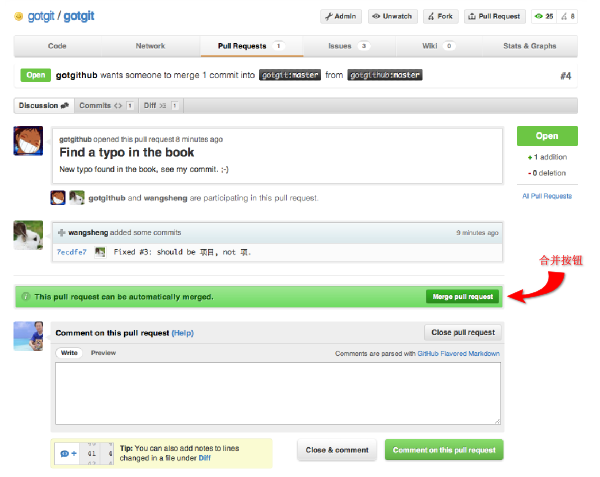 gotgit / gotgit
Admin
Unwatch
Fork
Pull Request
25
8
Code
Network
Pull Requests 1
Issues 3
Wiki 0
Stats & Graphs
Open gotgithub wants someone to merge 1 commit into gotgit:master from gotgithub:master
#4
Discussion
Commits <> 1
Diff 1
gotgithub opened this pull request 8 minutes ago
Find a typo in the book
New typo found in the book, see my commit. ;-)
Open
+ 1 addition
- 0 deletion
All Pull Requests
gotgithub and wangsheng are participating in this pull request.
wangsheng added some commits
9 minutes ago
7ecdfe7 Fixed #3: should be 项目, not 项.
合并按钮
This pull request can be automatically merged.
Merge pull request
Comment on this pull request (Help)
Close pull request
Write
Preview
Comments are parsed with GitHub Flavored Markdown
Tip: You can also add notes to lines
changed in a file under Diff
Close & comment
Comment on this pull request